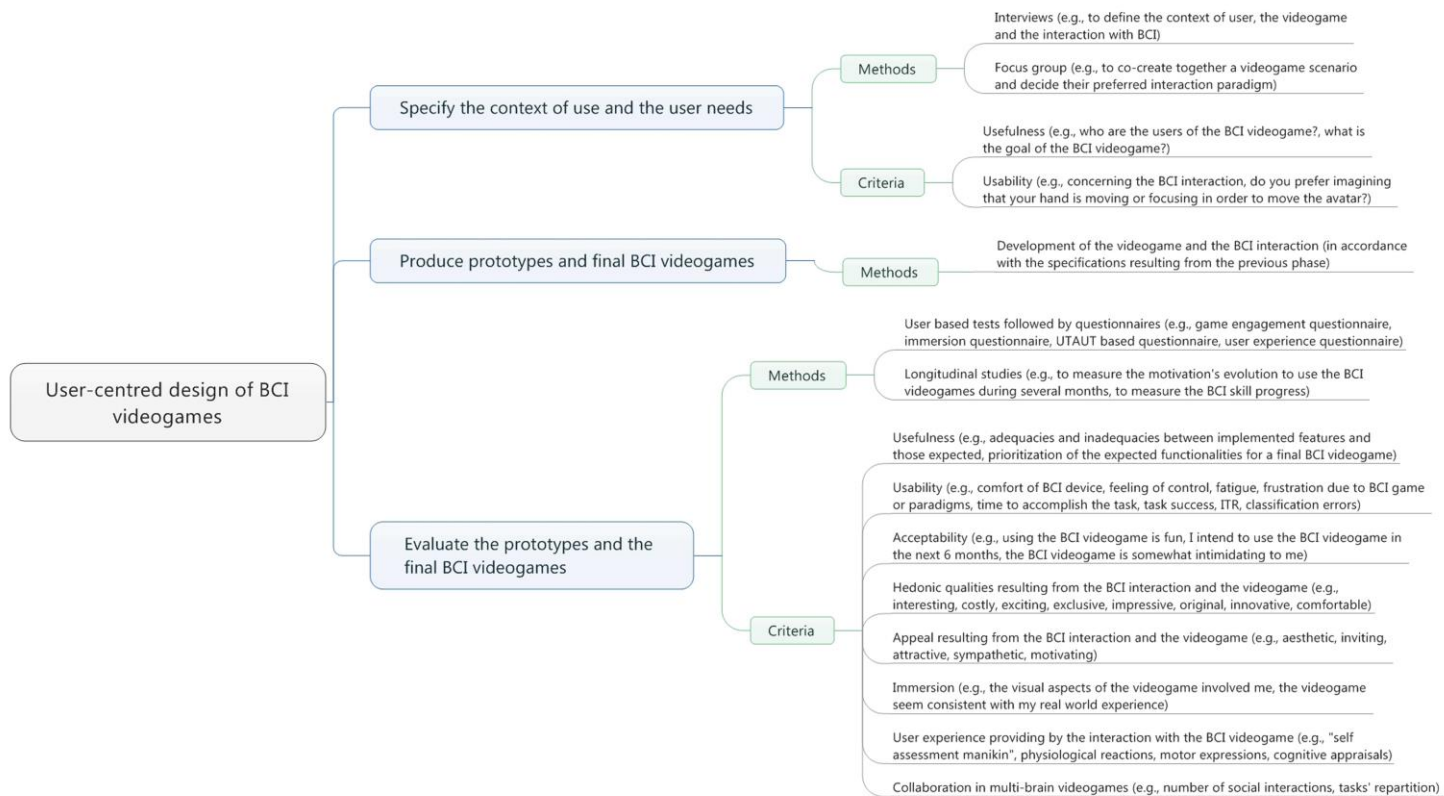 User-centred design of BCI
videogames
Specify the context of use and the user needs
Methods
Interviews (e.g., to define the context of user, the videogame
and the interaction with BCI)
Focus group (e.g., to co-create together a videogame scenario
and decide their preferred interaction paradigm)
Criteria
Usefulness (e.g., who are the users of the BCI videogame?, what is
the goal of the BCI videogame?)
Usability (e.g., concerning the BCI interaction, do you prefer imagining
that your hand is moving or focusing in order to move the avatar?)
Produce prototypes and final BCI videogames
Methods
Development of the videogame and the BCI interaction (in accordance
with the specifications resulting from the previous phase)
Evaluate the prototypes and the
final BCI videogames
Methods
User based tests followed by questionnaires (e.g., game engagement questionnaire,
immersion questionnaire, UTAUT based questionnaire, user experience questionnaire)
Longitudinal studies (e.g., to measure the motivation's evolution to use the BCI
videogames during several months, to measure the BCI skill progress)
Criteria
Usefulness (e.g., adequacies and inadequacies between implemented features and
those expected, prioritization of the expected functionalities for a final BCI videogame)
Usability (e.g., comfort of BCI device, feeling of control, fatigue, frustration due to BCI game
or paradigms, time to accomplish the task, task success, ITR, classification errors)
Acceptability (e.g., using the BCI videogame is fun, I intend to use the BCI videogame in
the next 6 months, the BCI videogame is somewhat intimidating to me)
Hedonic qualities resulting from the BCI interaction and the videogame (e.g.,
interesting, costly, exciting, exclusive, impressive, original, innovative, comfortable)
Appeal resulting from the BCI interaction and the videogame (e.g., aesthetic, inviting,
attractive, sympathetic, motivating)
Immersion (e.g., the visual aspects of the videogame involved me, the videogame
seem consistent with my real world experience)
User experience providing by the interaction with the BCI videogame (e.g., "self
assessment manikin", physiological reactions, motor expressions, cognitive appraisals)
Collaboration in multi-brain videogames (e.g., number of social interactions, tasks' repartition)